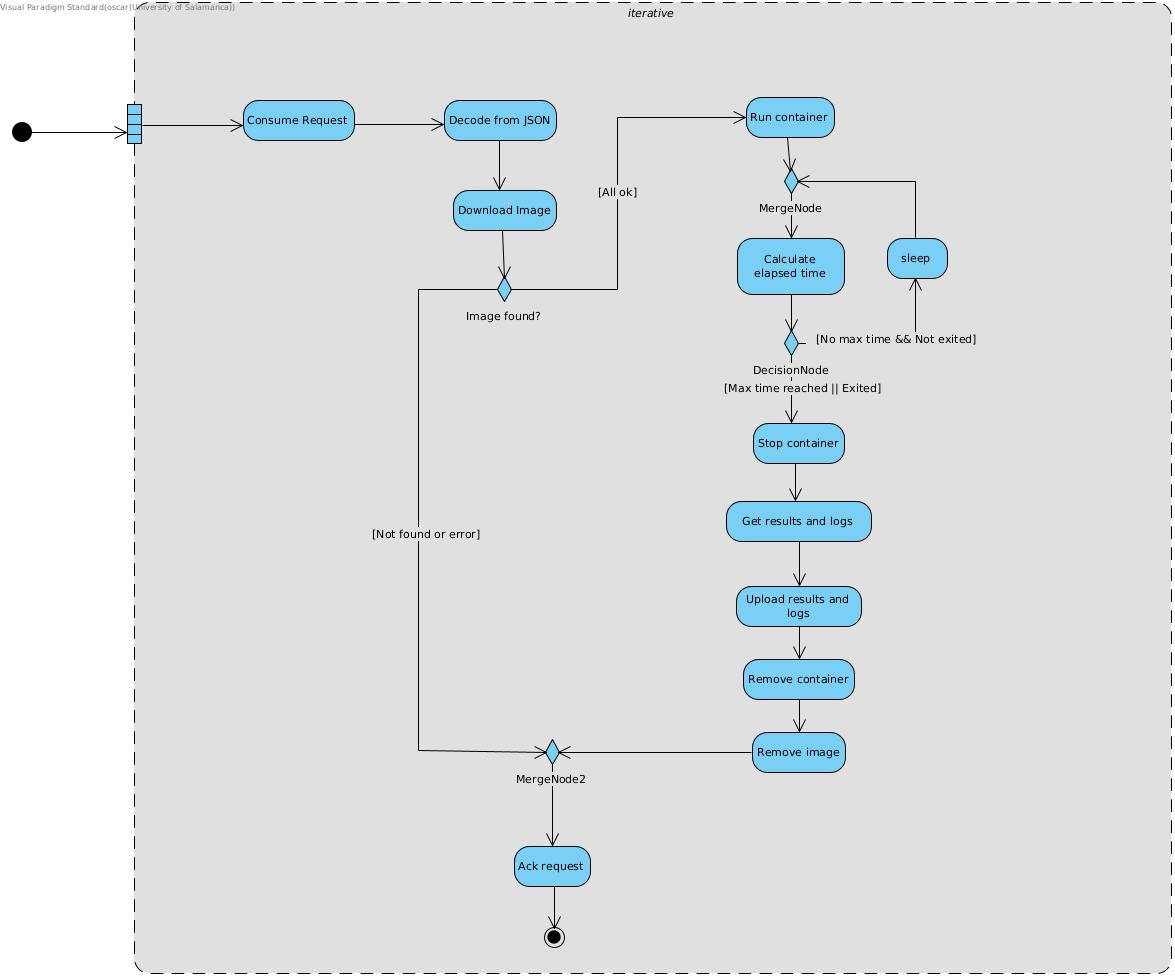 Visual Paradigm Standard(oscar(University of Salamanca))
iterative
Consume Request
Decode from JSON
Run container
Download Image
[All ok]
MergeNode
Calculate
elapsed time
sleep
Image found?
[No max time && Not exited]
DecisionNode
[Max time reached || Exited]
Stop container
Get results and logs
[Not found or error]
Upload results and
logs
Remove container
Remove image
MergeNode2
Ack request